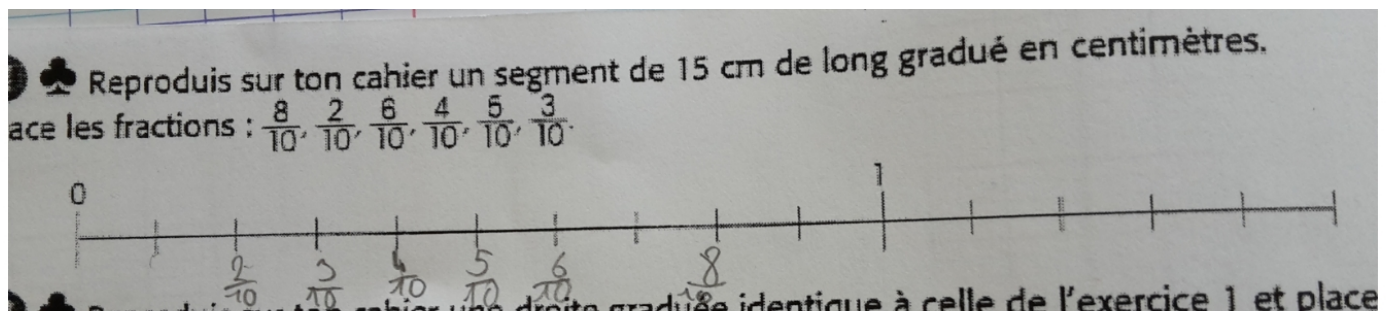 ♣ Reproduis sur ton cahier un segment de 15 cm de long gradué en centimètres.
ace les fractions : 8/10, 2/10, 6/10, 4/10, 5/10, 3/10.
0 1
2/10 3/10 4/10 5/10 6/10 8/10
cahier une droite graduée identique à celle de l'exercice 1 et place